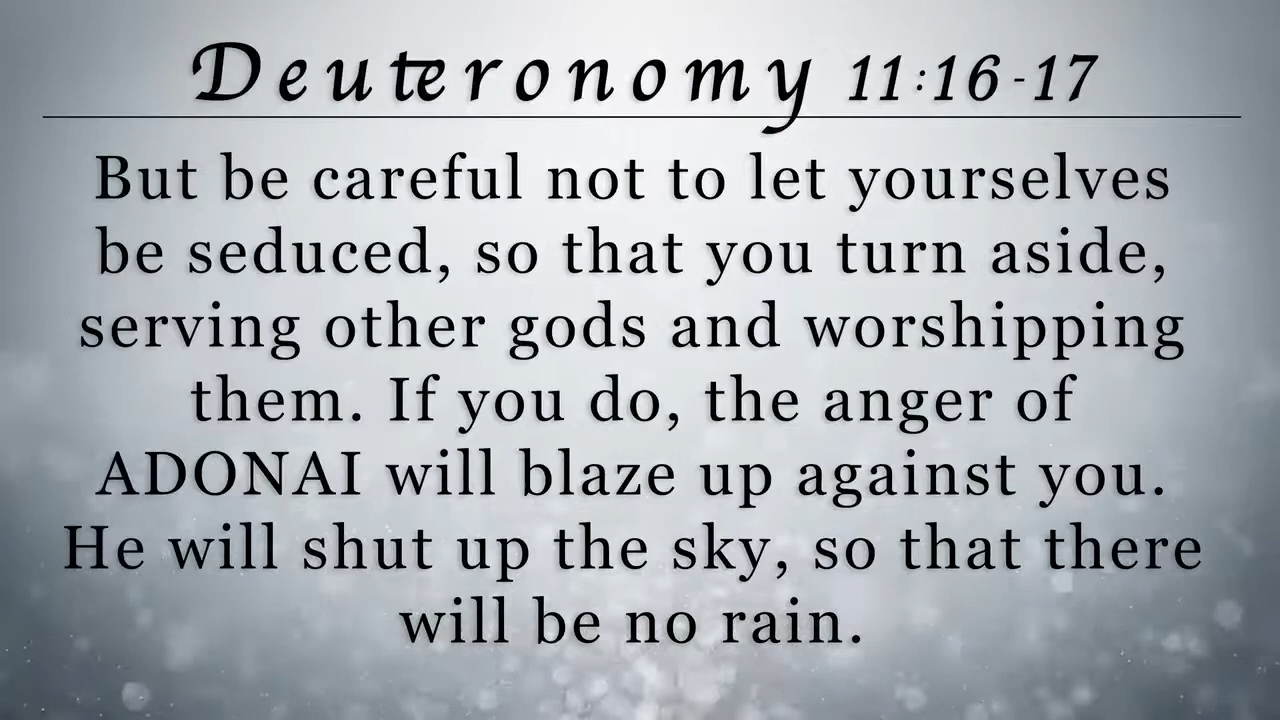 Deuteronomy 11:16-17
But be careful not to let yourselves
be seduced, so that you turn aside,
serving other gods and worshipping
them. If you do, the anger of
ADONAI will blaze up against you.
He will shut up the sky, so that there
will be no rain.